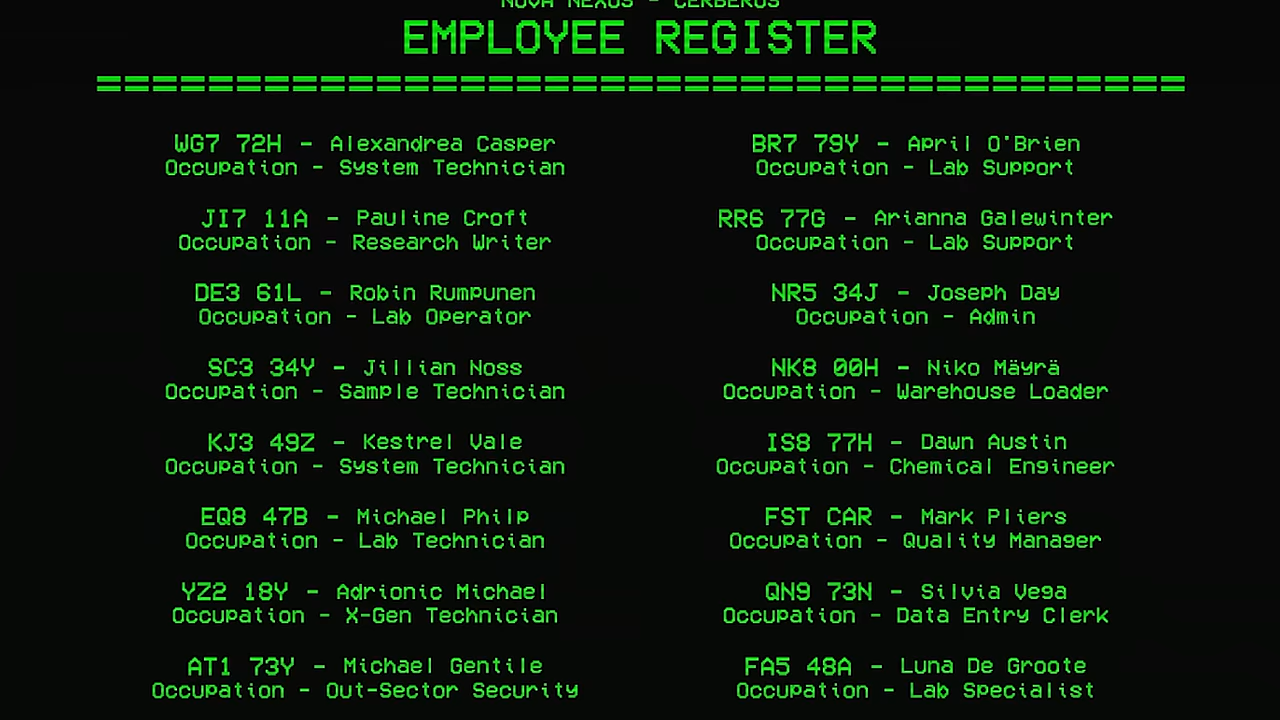 NOVA NEXUS - CERBERUS
EMPLOYEE REGISTER
WG7 72H - Alexandrea Casper
Occupation - System Technician
JI7 11A - Pauline Croft
Occupation - Research Writer
DE3 61L - Robin Rumpunen
Occupation - Lab Operator
SC3 34Y - Jillian Noss
Occupation - Sample Technician
KJ3 49Z - Kestrel Vale
Occupation - System Technician
EQ8 47B - Michael Philp
Occupation - Lab Technician
YZ2 18Y - Adrionic Michael
Occupation - X-Gen Technician
AT1 73Y - Michael Gentile
Occupation - Out-Sector Security
BR7 79Y - April O'Brien
Occupation - Lab Support
RR6 77G - Arianna Galewinter
Occupation - Lab Support
NR5 34J - Joseph Day
Occupation - Admin
NK8 00H - Niko Mäyrä
Occupation - Warehouse Loader
IS8 77H - Dawn Austin
Occupation - Chemical Engineer
FST CAR - Mark Pliers
Occupation - Quality Manager
QN9 73N - Silvia Vega
Occupation - Data Entry Clerk
FA5 48A - Luna De Groote
Occupation - Lab Specialist